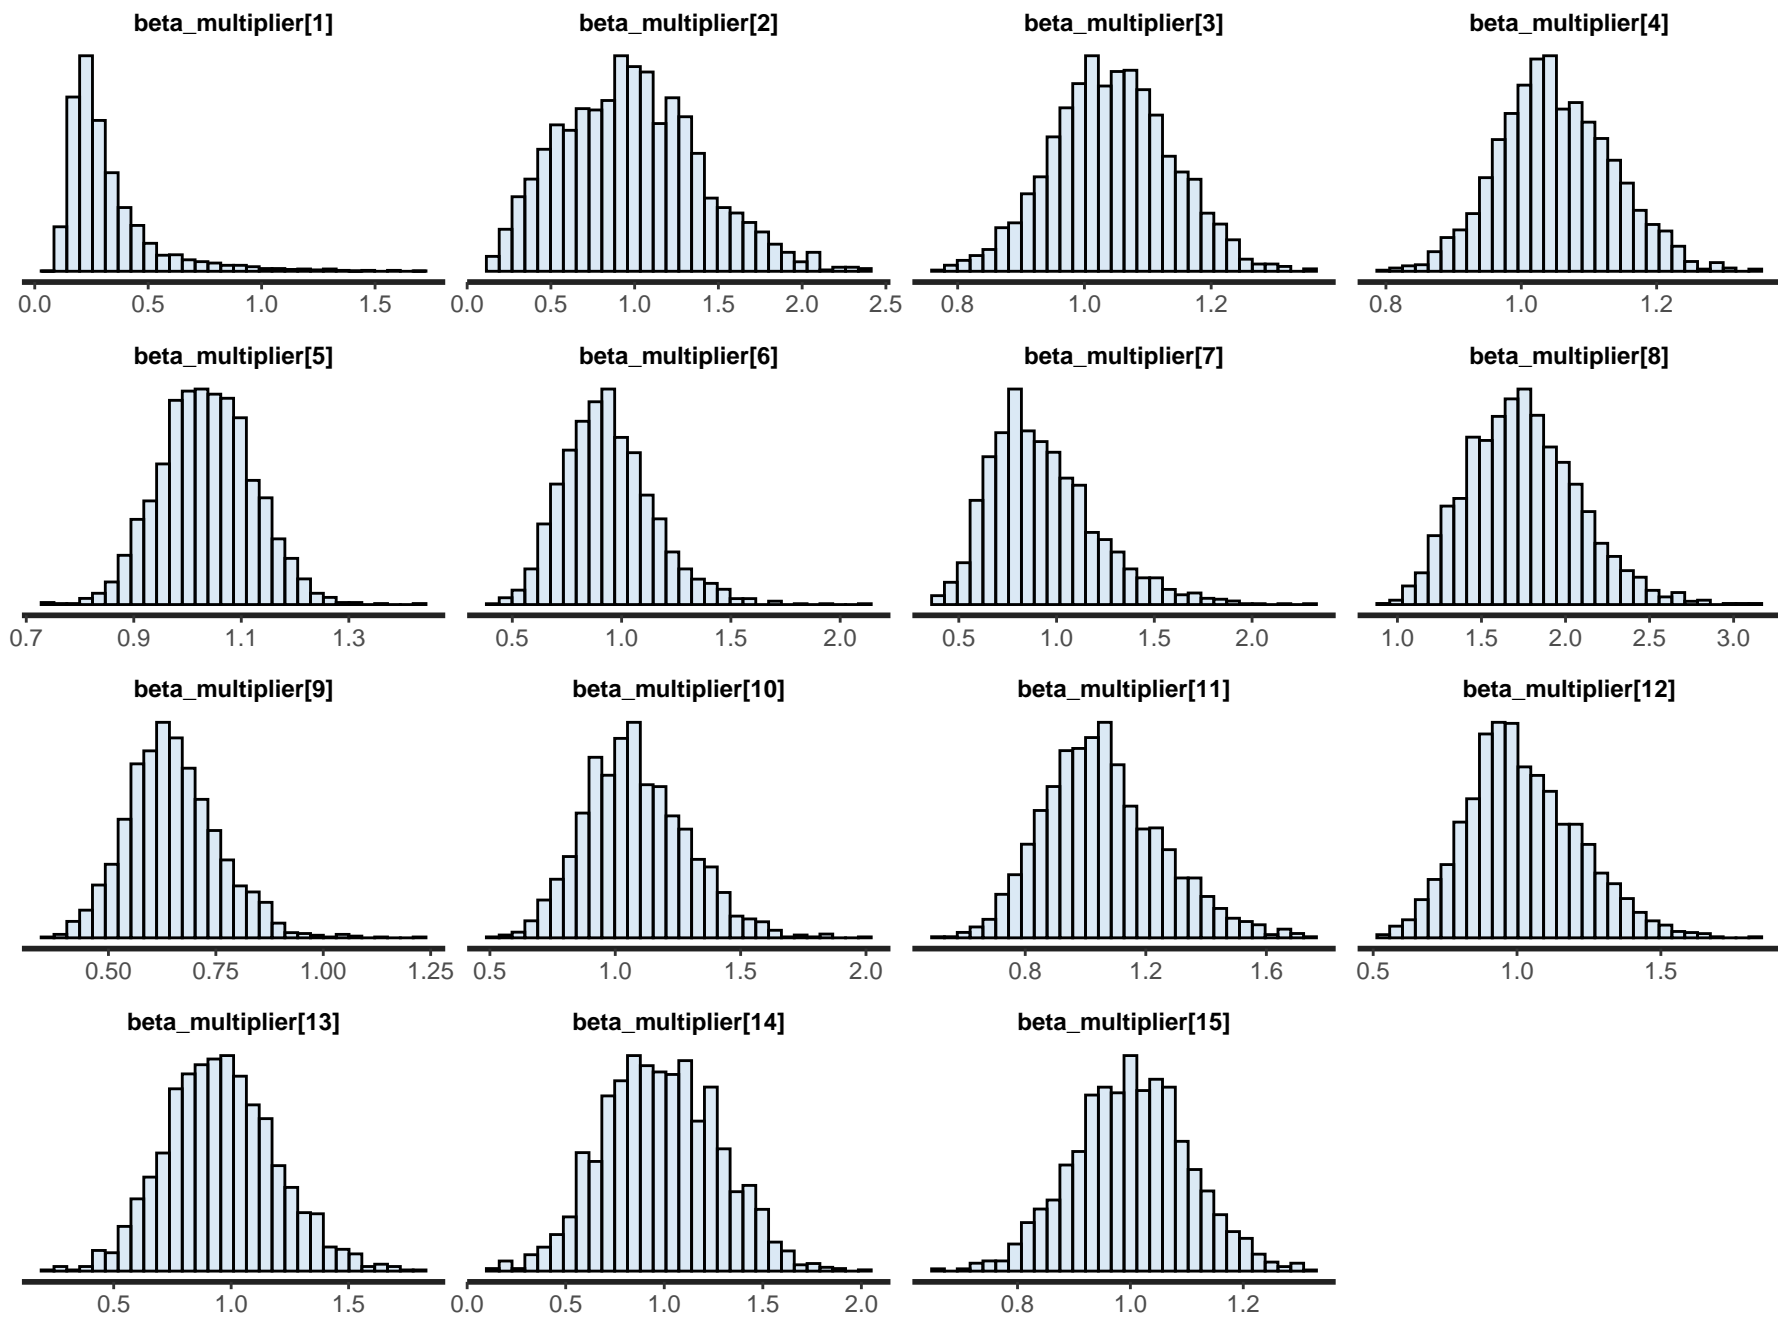 beta_multiplier[1] beta_multiplier[2] beta_multiplier[3] beta_multiplier[4]
0.0 0.5 1.0 1.5 0.0 0.5 1.0 1.5 2.0 2.5 0.8 1.0 1.2 0.8 1.0 1.2
beta_multiplier[5] beta_multiplier[6] beta_multiplier[7] beta_multiplier[8]
0.7 0.9 1.1 1.3 0.5 1.0 1.5 2.0 0.5 1.0 1.5 2.0 1.0 1.5 2.0 2.5 3.0
beta_multiplier[9] beta_multiplier[10] beta_multiplier[11] beta_multiplier[12]
0.50 0.75 1.00 1.25 0.5 1.0 1.5 2.0 0.8 1.2 1.6 0.5 1.0 1.5
beta_multiplier[13] beta_multiplier[14] beta_multiplier[15]
0.5 1.0 1.5 0.0 0.5 1.0 1.5 2.0 0.8 1.0 1.2